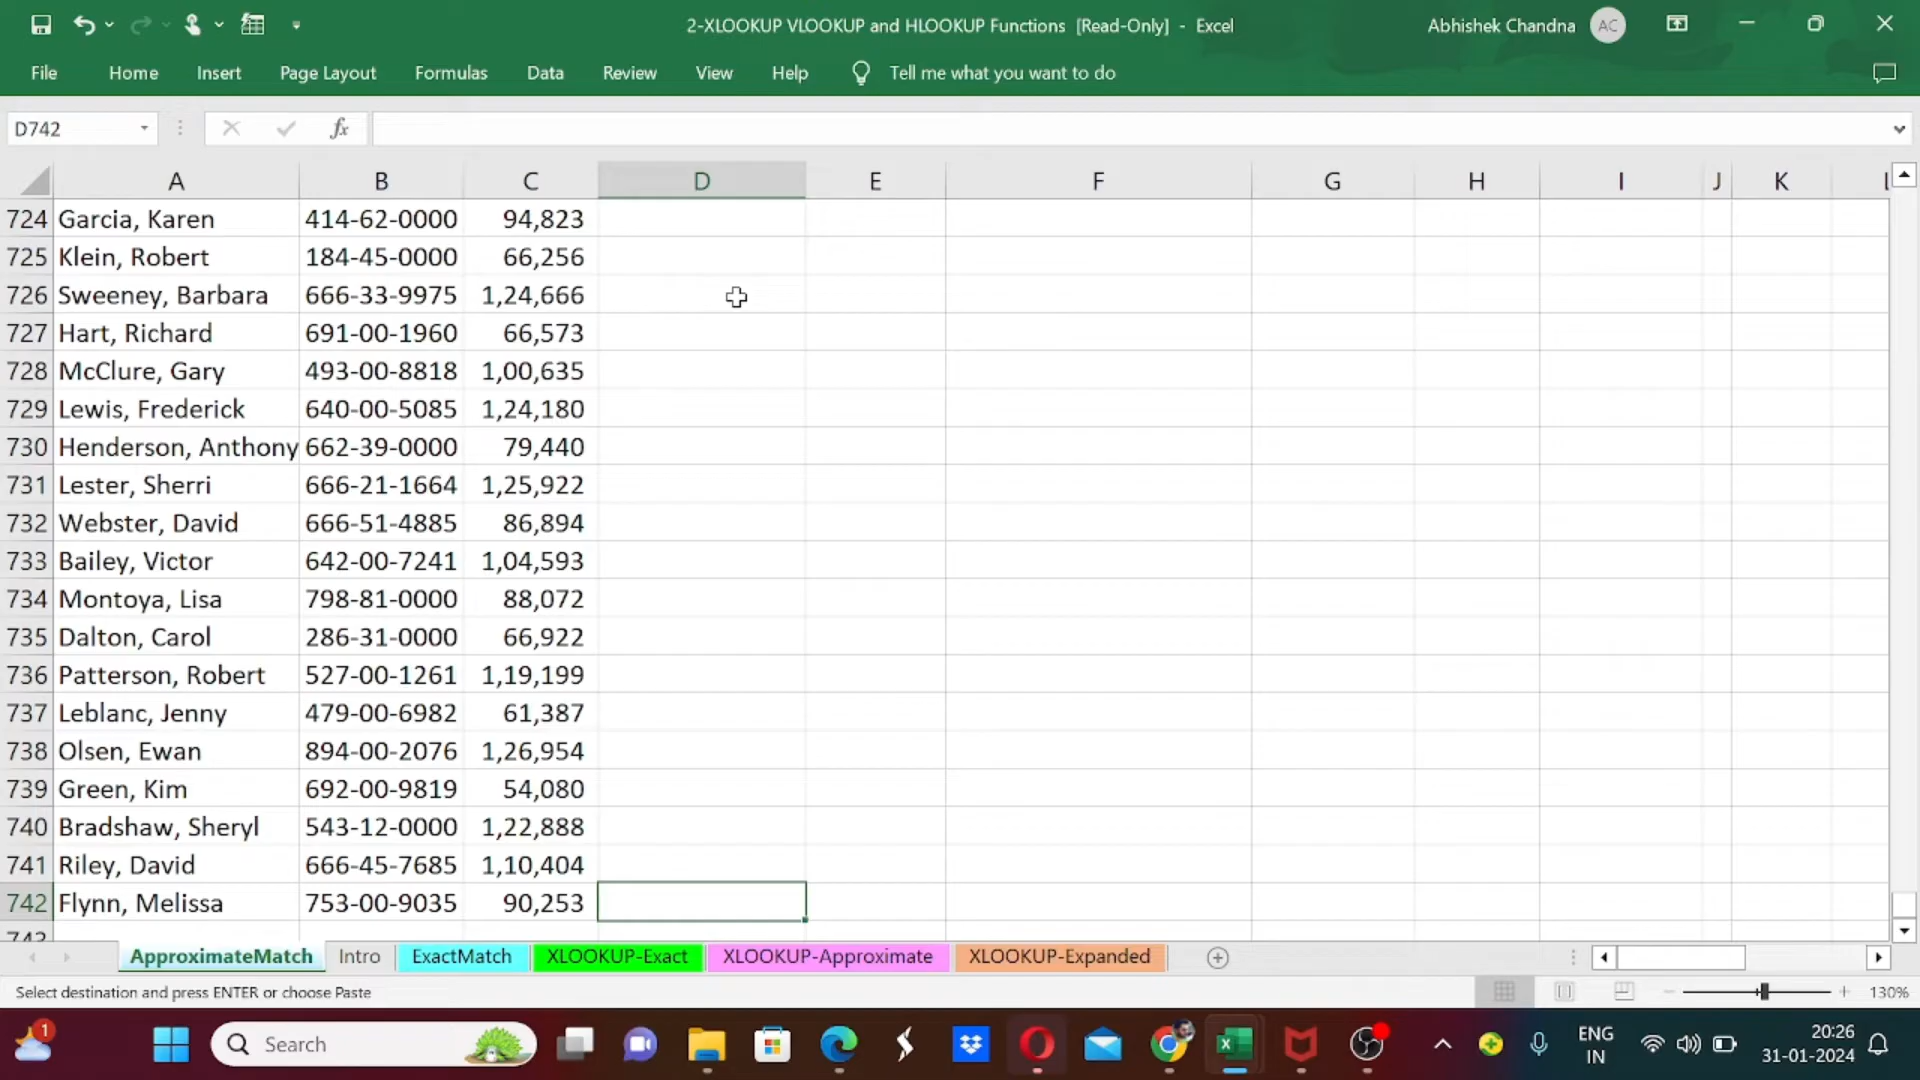 2-XLOOKUP VLOOKUP and HLOOKUP Functions [Read-Only] - Excel
Abhishek Chandna AC
File Home Insert Page Layout Formulas Data Review View Help Tell me what you want to do
D742 fx
A B C D E F G H I J K
724 Garcia, Karen 414-62-0000 94,823
725 Klein, Robert 184-45-0000 66,256
726 Sweeney, Barbara 666-33-9975 1,24,666
727 Hart, Richard 691-00-1960 66,573
728 McClure, Gary 493-00-8818 1,00,635
729 Lewis, Frederick 640-00-5085 1,24,180
730 Henderson, Anthony 662-39-0000 79,440
731 Lester, Sherri 666-21-1664 1,25,922
732 Webster, David 666-51-4885 86,894
733 Bailey, Victor 642-00-7241 1,04,593
734 Montoya, Lisa 798-81-0000 88,072
735 Dalton, Carol 286-31-0000 66,922
736 Patterson, Robert 527-00-1261 1,19,199
737 Leblanc, Jenny 479-00-6982 61,387
738 Olsen, Ewan 894-00-2076 1,26,954
739 Green, Kim 692-00-9819 54,080
740 Bradshaw, Sheryl 543-12-0000 1,22,888
741 Riley, David 666-45-7685 1,10,404
742 Flynn, Melissa 753-00-9035 90,253
ApproximateMatch Intro ExactMatch XLOOKUP-Exact XLOOKUP-Approximate XLOOKUP-Expanded
Select destination and press ENTER or choose Paste 130%
1 Search ENG 20:26
IN 31-01-2024